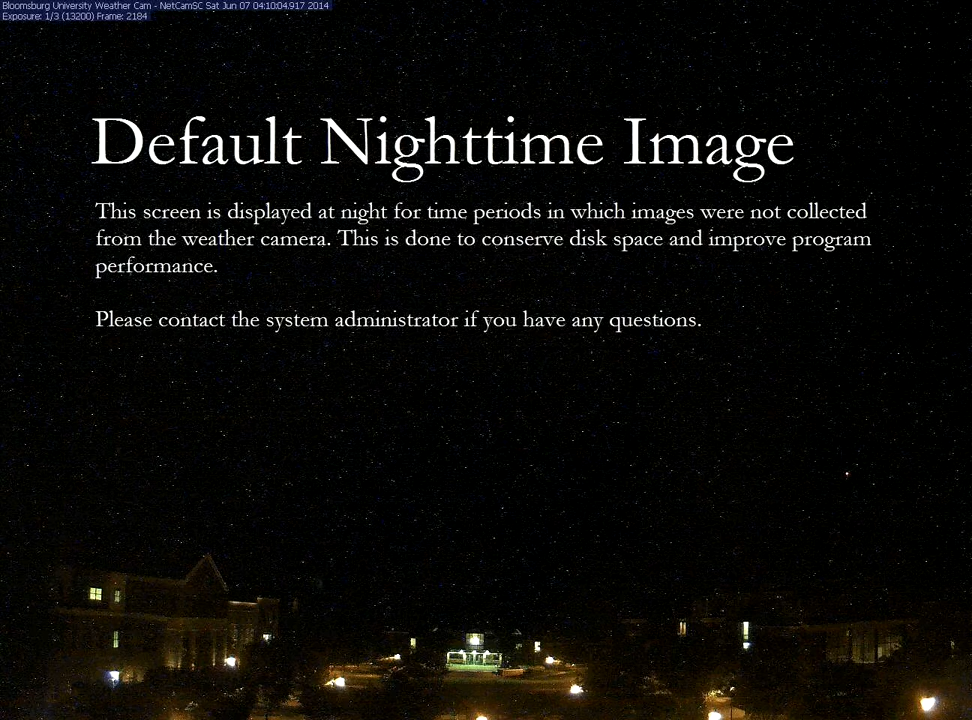 Bloomsburg University Weather Cam - NetCamSC Sat Jun 07 04:10:04.917 2014
Exposure: 1/3 (13200) Frame: 2184
Default Nighttime Image
This screen is displayed at night for time periods in which images were not collected
from the weather camera. This is done to conserve disk space and improve program
performance.
Please contact the system administrator if you have any questions.